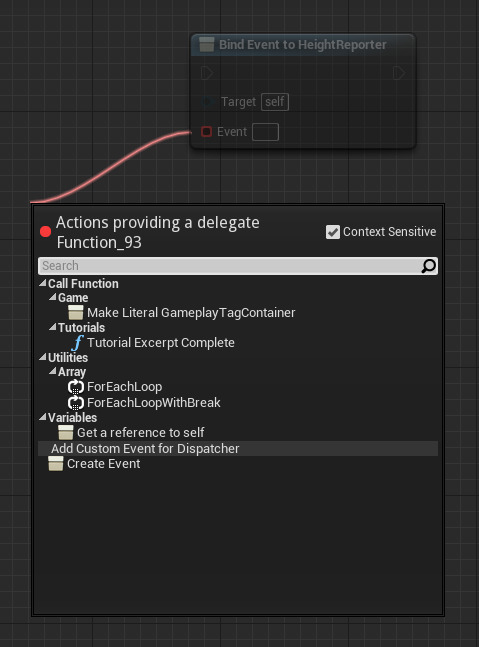 Bind Event to HeightReporter
Target self
Event
Actions providing a delegate
Function_93
Context Sensitive
Search
Call Function
Game
Make Literal GameplayTagContainer
Tutorials
f Tutorial Excerpt Complete
Utilities
Array
ForEachLoop
ForEachLoopWithBreak
Variables
Get a reference to self
Add Custom Event for Dispatcher
Create Event